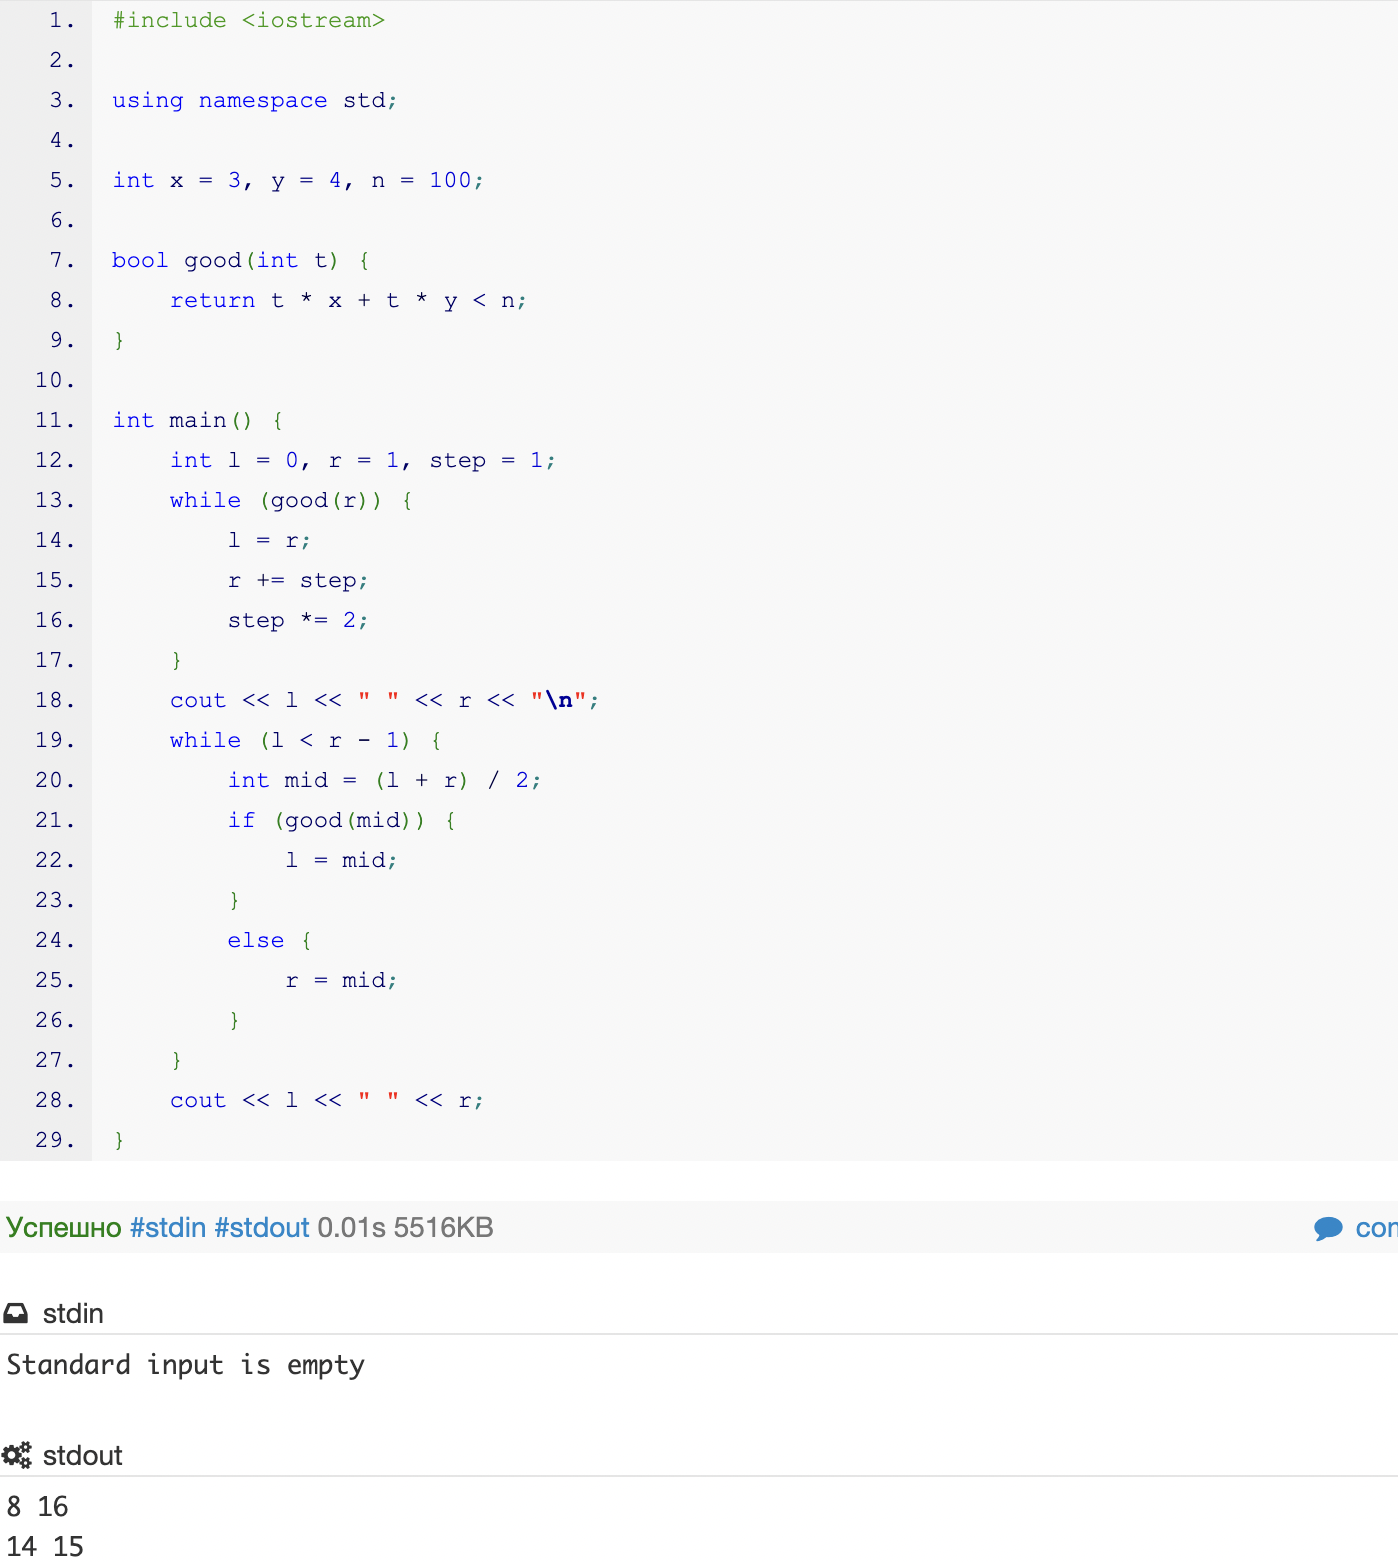 1. #include <iostream>
2.
3. using namespace std;
4.
5. int x = 3, y = 4, n = 100;
6.
7. bool good(int t) {
8.     return t * x + t * y < n;
9. }
10.
11. int main() {
12.     int l = 0, r = 1, step = 1;
13.     while (good(r)) {
14.         l = r;
15.         r += step;
16.         step *= 2;
17.     }
18.     cout << l << " " << r << "\n";
19.     while (l < r - 1) {
20.         int mid = (l + r) / 2;
21.         if (good(mid)) {
22.             l = mid;
23.         }
24.         else {
25.             r = mid;
26.         }
27.     }
28.     cout << l << " " << r;
29. }
Успешно #stdin #stdout 0.01s 5516KB
stdin
Standard input is empty
stdout
8 16
14 15